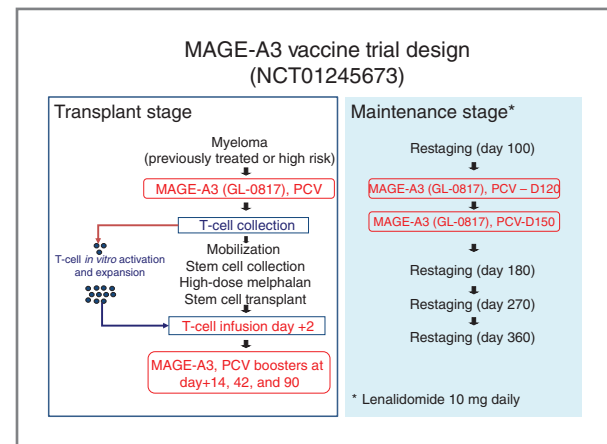 MAGE-A3 vaccine trial design
(NCT01245673)
Transplant stage
Myeloma
(previously treated or high risk)
MAGE-A3 (GL-0817), PCV
T-cell collection
T-cell in vitro activation
and expansion
Mobilization
Stem cell collection
High-dose melphalan
Stem cell transplant
T-cell infusion day +2
MAGE-A3, PCV boosters at
day+14, 42, and 90
Maintenance stage*
Restaging (day 100)
MAGE-A3 (GL-0817), PCV – D120
MAGE-A3 (GL-0817), PCV-D150
Restaging (day 180)
Restaging (day 270)
Restaging (day 360)
* Lenalidomide 10 mg daily